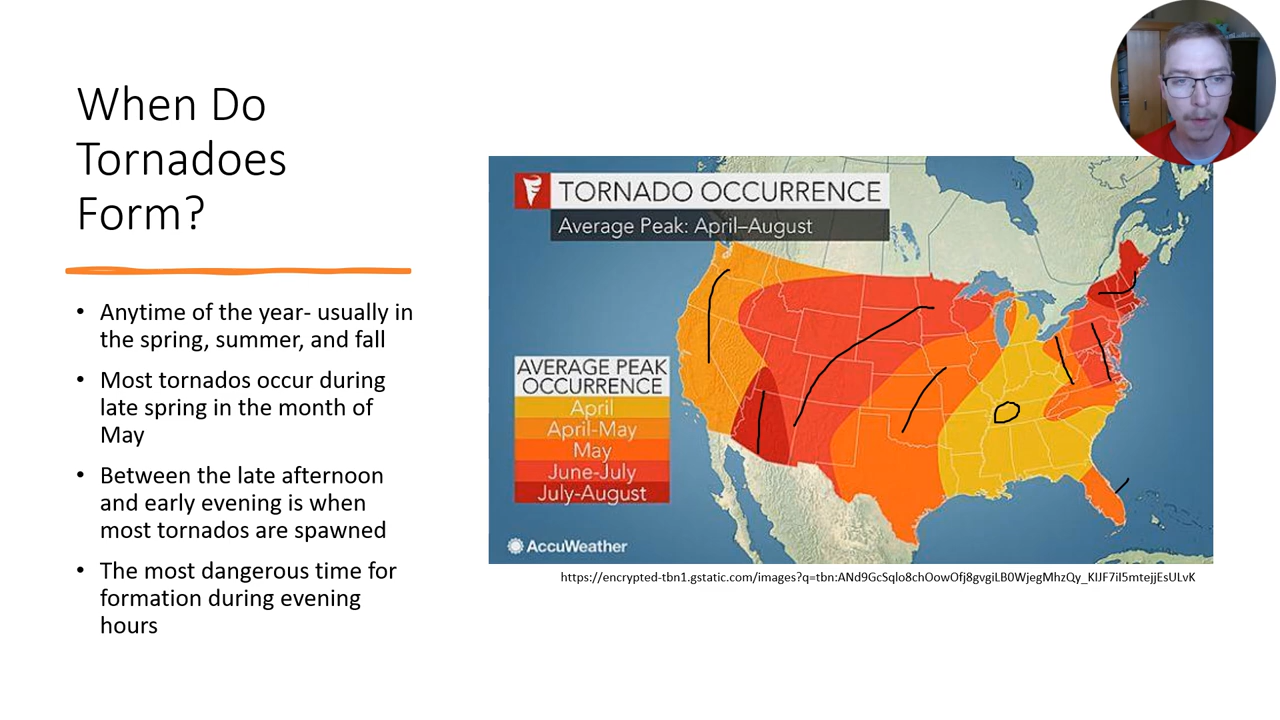 When Do
Tornadoes
Form?
• Anytime of the year- usually in
the spring, summer, and fall
• Most tornados occur during
late spring in the month of
May
• Between the late afternoon
and early evening is when
most tornados are spawned
• The most dangerous time for
formation during evening
hours
TORNADO OCCURRENCE
Average Peak: April–August
AVERAGE PEAK
OCCURRENCE
April
April-May
May
June-July
July-August
AccuWeather
https://encrypted-tbn1.gstatic.com/images?q=tbn:ANd9GcSqlo8chOowOfj8gvgiLB0WjegMhzQy_KIJF7il5mtejjEsULvK